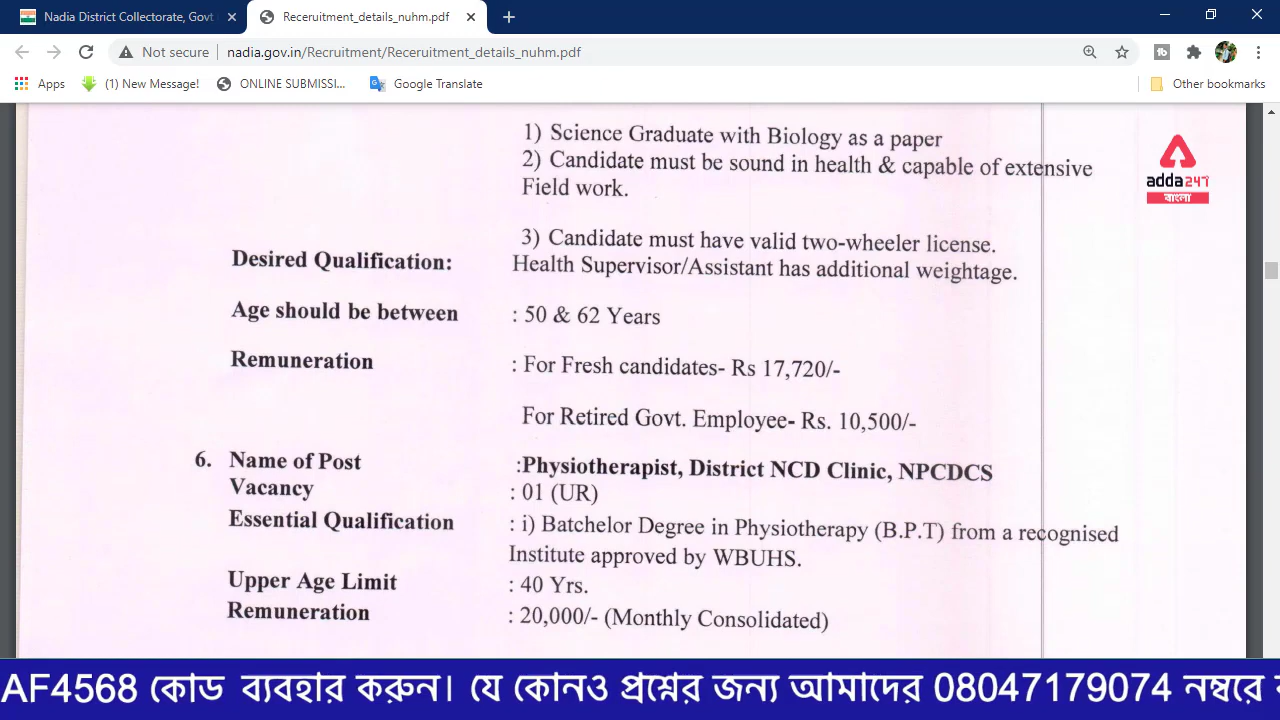 Nadia District Collectorate, Govt
Receruitment_details_nuhm.pdf
Not secure
nadia.gov.in/Recruitment/Receruitment_details_nuhm.pdf
Apps
(1) New Message!
ONLINE SUBMISSI...
Google Translate
Other bookmarks
1) Science Graduate with Biology as a paper
2) Candidate must be sound in health & capable of extensive
Field work.
adda247
বাংলা
3) Candidate must have valid two-wheeler license.
Desired Qualification: Health Supervisor/Assistant has additional weightage.
Age should be between : 50 & 62 Years
Remuneration : For Fresh candidates- Rs 17,720/-
For Retired Govt. Employee- Rs. 10,500/-
6. Name of Post :Physiotherapist, District NCD Clinic, NPCDCS
Vacancy : 01 (UR)
Essential Qualification : i) Batchelor Degree in Physiotherapy (B.P.T) from a recognised
Institute approved by WBUHS.
Upper Age Limit : 40 Yrs.
Remuneration : 20,000/- (Monthly Consolidated)
AF4568 কোড ব্যবহার করুন। যে কোনও প্রশ্নের জন্য আমাদের 08047179074 নম্বরে